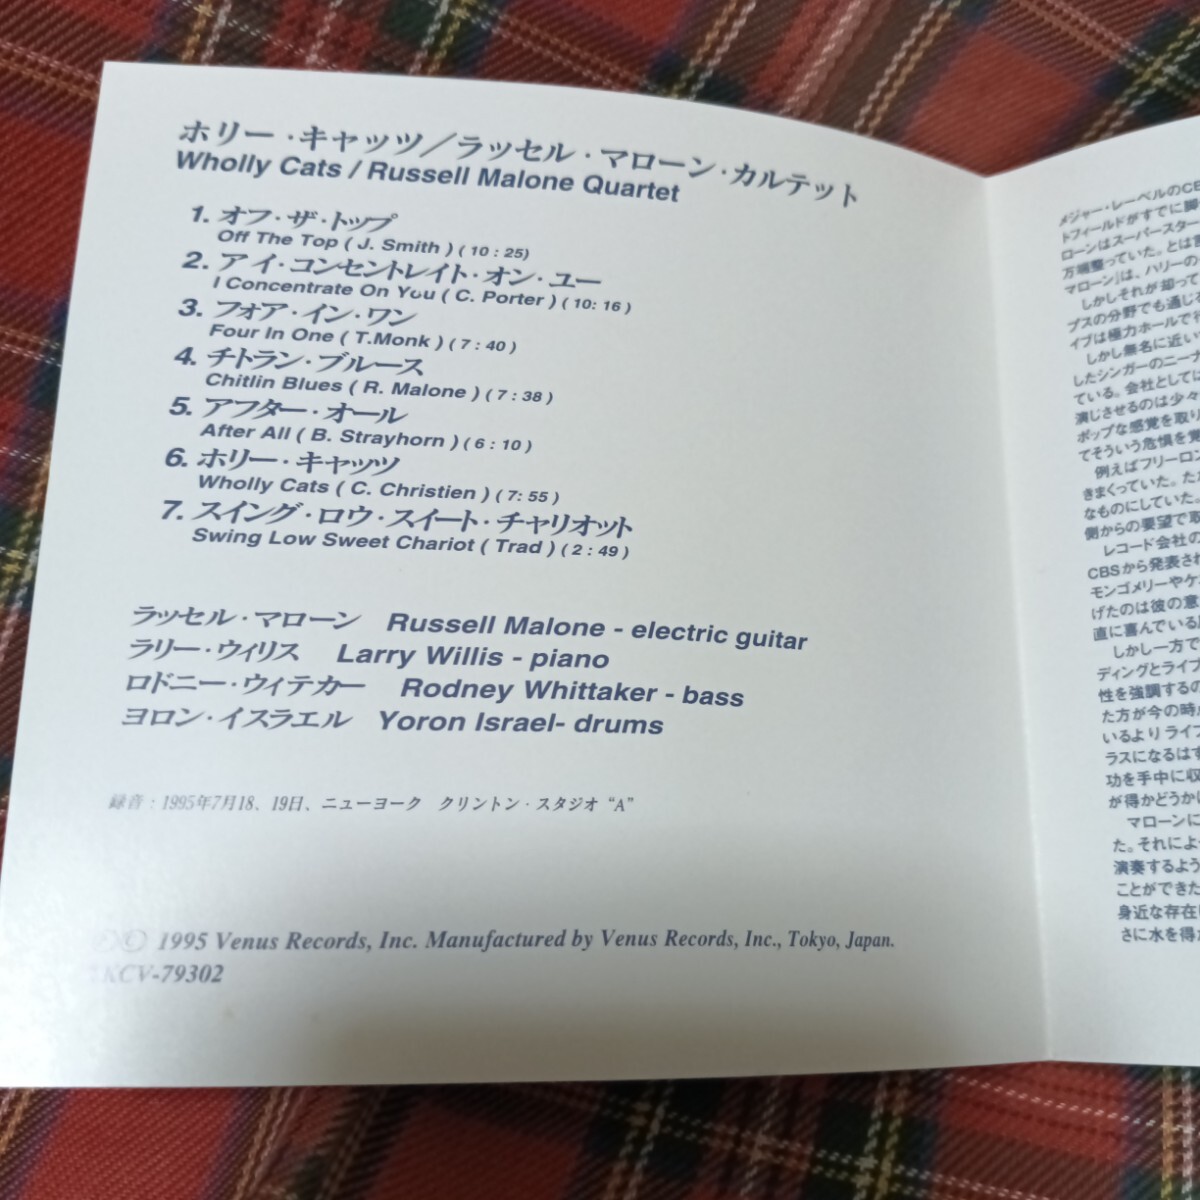 ホリー・キャッツ／ラッセル・マローン・カルテット
Wholly Cats / Russell Malone Quartet
1. オフ・ザ・トップ
Off The Top ( J. Smith ) ( 10 : 25)
2. アイ・コンセントレイト・オン・ユー
I Concentrate On You ( C. Porter ) ( 10: 16 )
3. フォア・イン・ワン
Four In One ( T.Monk ) ( 7 : 40 )
4. チトラン・ブルース
Chitlin Blues ( R. Malone ) ( 7 : 38 )
5. アフター・オール
After All ( B. Strayhorn ) ( 6 : 10 )
6. ホリー・キャッツ
Wholly Cats ( C. Christien ) ( 7: 55 )
7. スイング・ロウ・スイート・チャリオット
Swing Low Sweet Chariot ( Trad ) ( 2 : 49 )
ラッセル・マローン Russell Malone - electric guitar
ラリー・ウィリス Larry Willis - piano
ロドニー・ウィテカー Rodney Whittaker - bass
ヨロン・イスラエル Yoron Israel- drums
録音：1995年7月18、19日、ニューヨーク クリントン・スタジオ “A”
℗© 1995 Venus Records, Inc. Manufactured by Venus Records, Inc., Tokyo, Japan.
TKCV-79302
メジャー・レーベルのCB
トフィールドがすでに脚
ローンはスーパースター
万端整っていた。とは言
マローン』は、ハリーの
しかしそれが却って
プスの分野でも通じ
イブは極力ホールで行
しかし無名に近い
したシンガーのニーナ
ている。会社としては
演じさせるのは少々
ポップな感覚を取り
てそういう危惧を覚
例えばフリーロン
きまくっていた。ただ
なものにしていた。
側からの要望で取
レコード会社の
CBSから発表され
モンゴメリーやケニ
げたのは彼の意
直に喜んでいる
しかし一方で
ディングとライブ
性を強調するの
た方が今の時点
いるより ライブ
ラスになるはず
功を手中に収
が得かどうかは
マローンに
た。それによ
演奏するよう
ことができた
身近な存在
さに水を得た